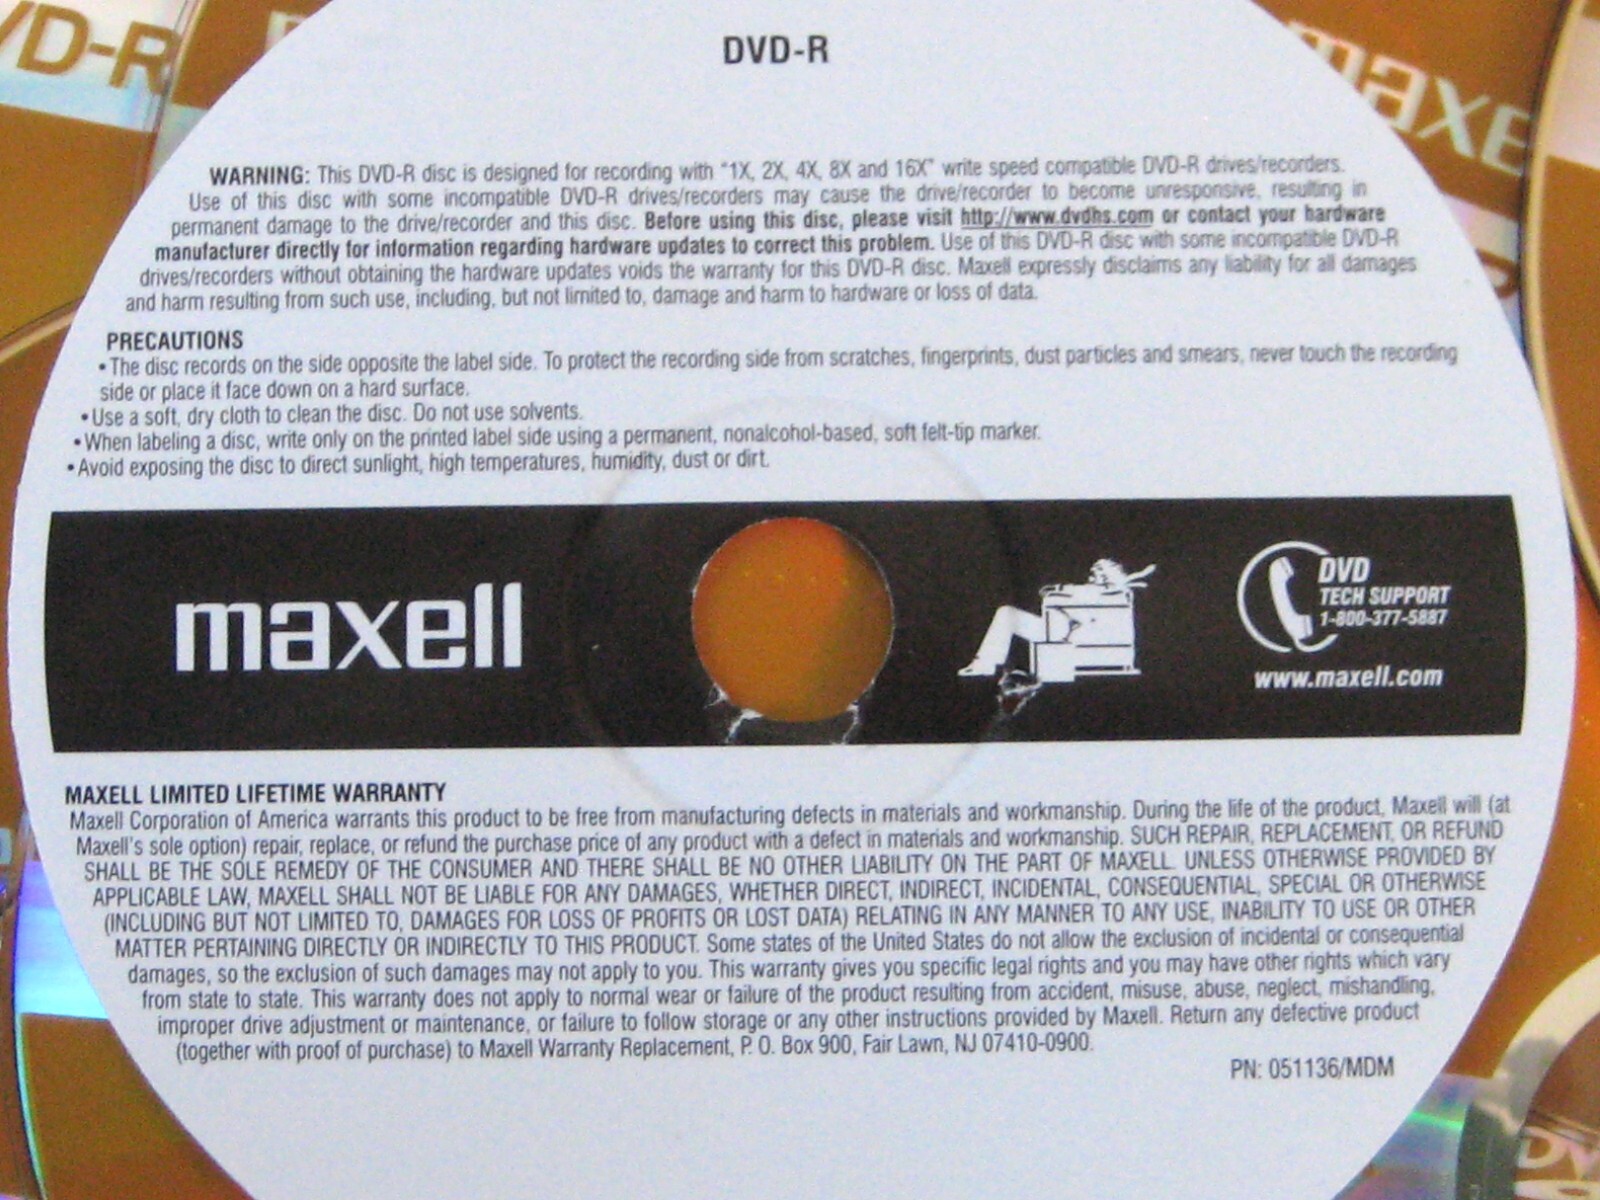 VD-R
maxe
DVD-R
WARNING: This DVD-R disc is designed for recording with "1X, 2X, 4X, 8X and 16X" write speed compatible DVD-R drives/recorders.
Use of this disc with some incompatible DVD-R drives/recorders may cause the drive/recorder to become unresponsive, resulting in
permanent damage to the drive/recorder and this disc. Before using this disc, please visit http://www.dvdhs.com or contact your hardware
manufacturer directly for information regarding hardware updates to correct this problem. Use of this DVD-R disc with some incompatible DVD-R
drives/recorders without obtaining the hardware updates voids the warranty for this DVD-R disc. Maxell expressly disclaims any liability for all damages
and harm resulting from such use, including, but not limited to, damage and harm to hardware or loss of data.
PRECAUTIONS
• The disc records on the side opposite the label side. To protect the recording side from scratches, fingerprints, dust particles and smears, never touch the recording
side or place it face down on a hard surface.
• Use a soft, dry cloth to clean the disc. Do not use solvents.
• When labeling a disc, write only on the printed label side using a permanent, nonalcohol-based, soft felt-tip marker.
• Avoid exposing the disc to direct sunlight, high temperatures, humidity, dust or dirt.
maxell
DVD
TECH SUPPORT
1-800-377-5887
www.maxell.com
MAXELL LIMITED LIFETIME WARRANTY
Maxell Corporation of America warrants this product to be free from manufacturing defects in materials and workmanship. During the life of the product, Maxell will (at
Maxell's sole option) repair, replace, or refund the purchase price of any product with a defect in materials and workmanship. SUCH REPAIR, REPLACEMENT, OR REFUND
SHALL BE THE SOLE REMEDY OF THE CONSUMER AND THERE SHALL BE NO OTHER LIABILITY ON THE PART OF MAXELL. UNLESS OTHERWISE PROVIDED BY
APPLICABLE LAW, MAXELL SHALL NOT BE LIABLE FOR ANY DAMAGES, WHETHER DIRECT, INDIRECT, INCIDENTAL, CONSEQUENTIAL, SPECIAL OR OTHERWISE
(INCLUDING BUT NOT LIMITED TO, DAMAGES FOR LOSS OF PROFITS OR LOST DATA) RELATING IN ANY MANNER TO ANY USE, INABILITY TO USE OR OTHER
MATTER PERTAINING DIRECTLY OR INDIRECTLY TO THIS PRODUCT. Some states of the United States do not allow the exclusion of incidental or consequential
damages, so the exclusion of such damages may not apply to you. This warranty gives you specific legal rights and you may have other rights which vary
from state to state. This warranty does not apply to normal wear or failure of the product resulting from accident, misuse, abuse, neglect, mishandling,
improper drive adjustment or maintenance, or failure to follow storage or any other instructions provided by Maxell. Return any defective product
(together with proof of purchase) to Maxell Warranty Replacement, P. O. Box 900, Fair Lawn, NJ 07410-0900.
PN: 051136/MDM
DV